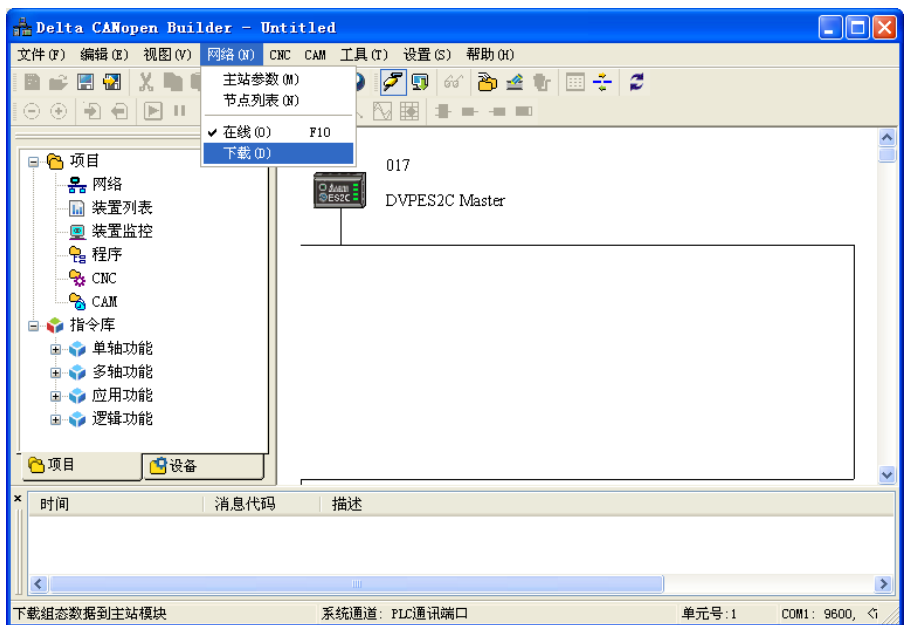 Delta CANopen Builder - Untitled
文件(F) 编辑(E) 视图(V) 网络(N) CNC CAM 工具(T) 设置(S) 帮助(H)
主站参数(M)
节点列表(N)
在线(O) F10
下载(D)
项目
网络
装置列表
装置监控
程序
CNC
CAM
指令库
单轴功能
多轴功能
应用功能
逻辑功能
项目 设备
017
DVPES2C Master
ES2C
时间 消息代码 描述
下载组态数据到主站模块 系统通道: PLC通讯端口 单元号:1 COM1: 9600,